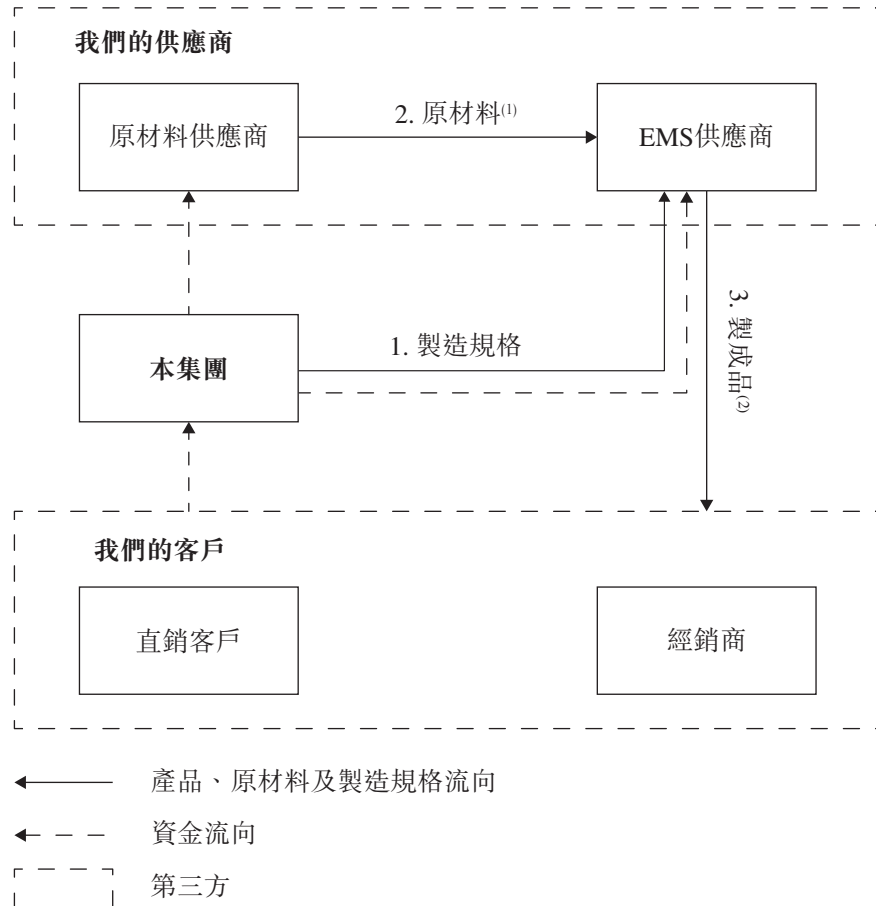 我們的供應商
原材料供應商
2. 原材料(1)
EMS供應商
本集團
1. 製造規格
3. 製成品(2)
我們的客戶
直銷客戶
經銷商
產品、原材料及製造規格流向
資金流向
第三方